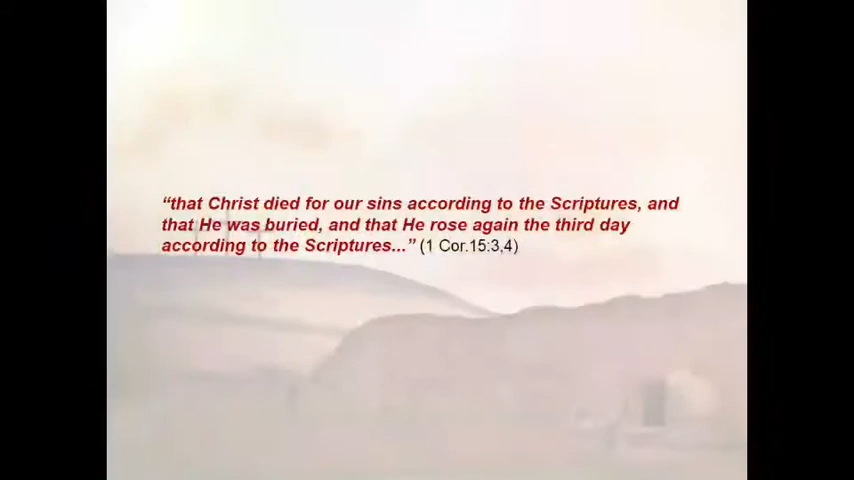 “that Christ died for our sins according to the Scriptures, and
that He was buried, and that He rose again the third day
according to the Scriptures...” (1 Cor.15:3,4)